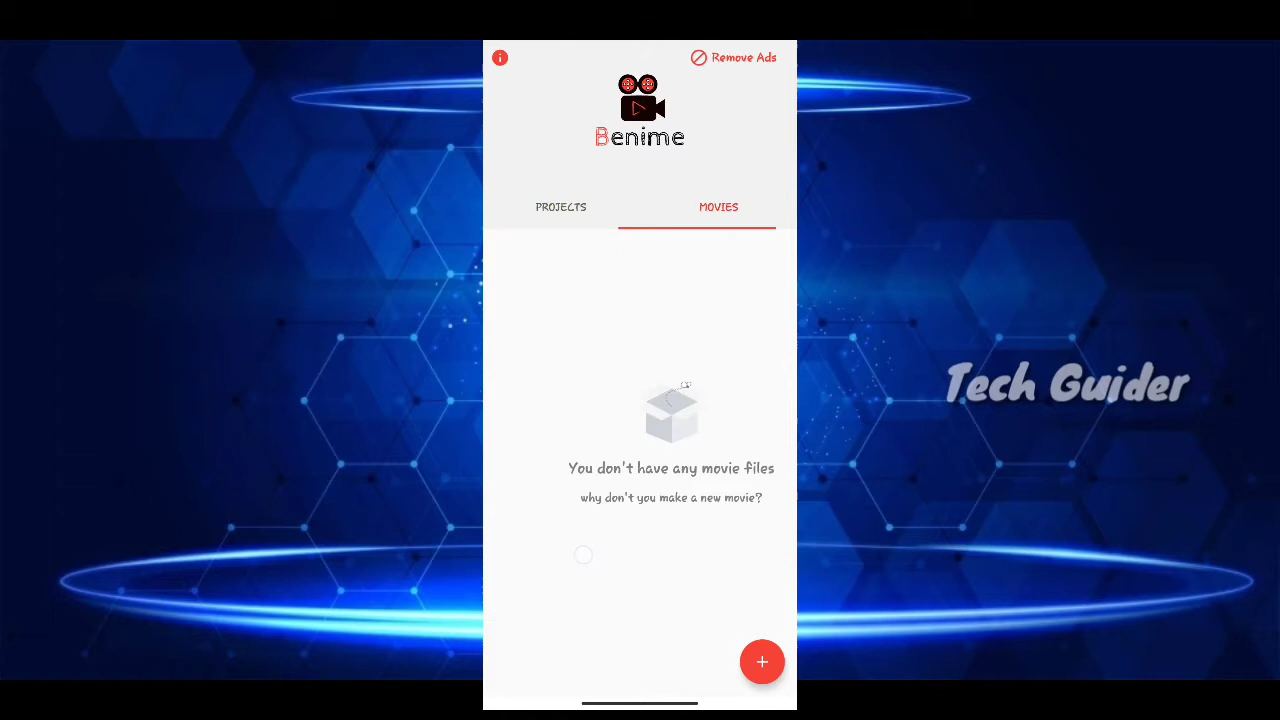 Remove Ads
Benime
PROJECTS
MOVIES
You don't have any movie files
why don't you make a new movie?
Tech Guider